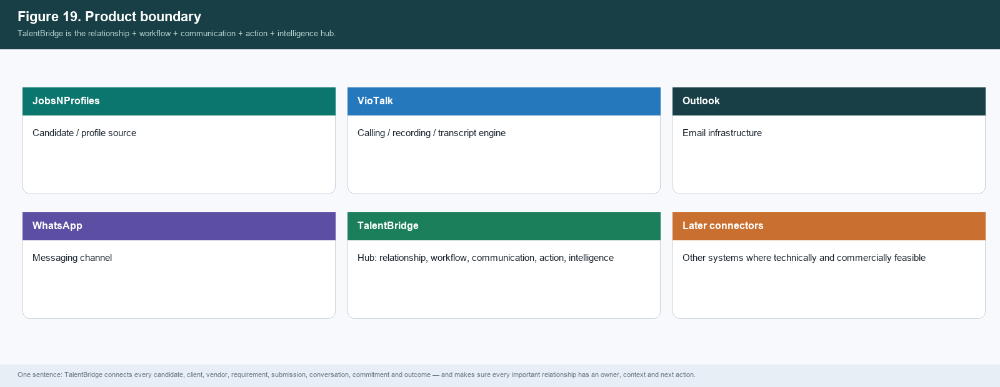 Figure 19. Product boundary
TalentBridge is the relationship + workflow + communication + action + intelligence hub.
JobsNProfiles
Candidate / profile source
VioTalk
Calling / recording / transcript engine
Outlook
Email infrastructure
WhatsApp
Messaging channel
TalentBridge
Hub: relationship, workflow, communication, action, intelligence
Later connectors
Other systems where technically and commercially feasible
One sentence: TalentBridge connects every candidate, client, vendor, requirement, submission, conversation, commitment and outcome — and makes sure every important relationship has an owner, context and next action.